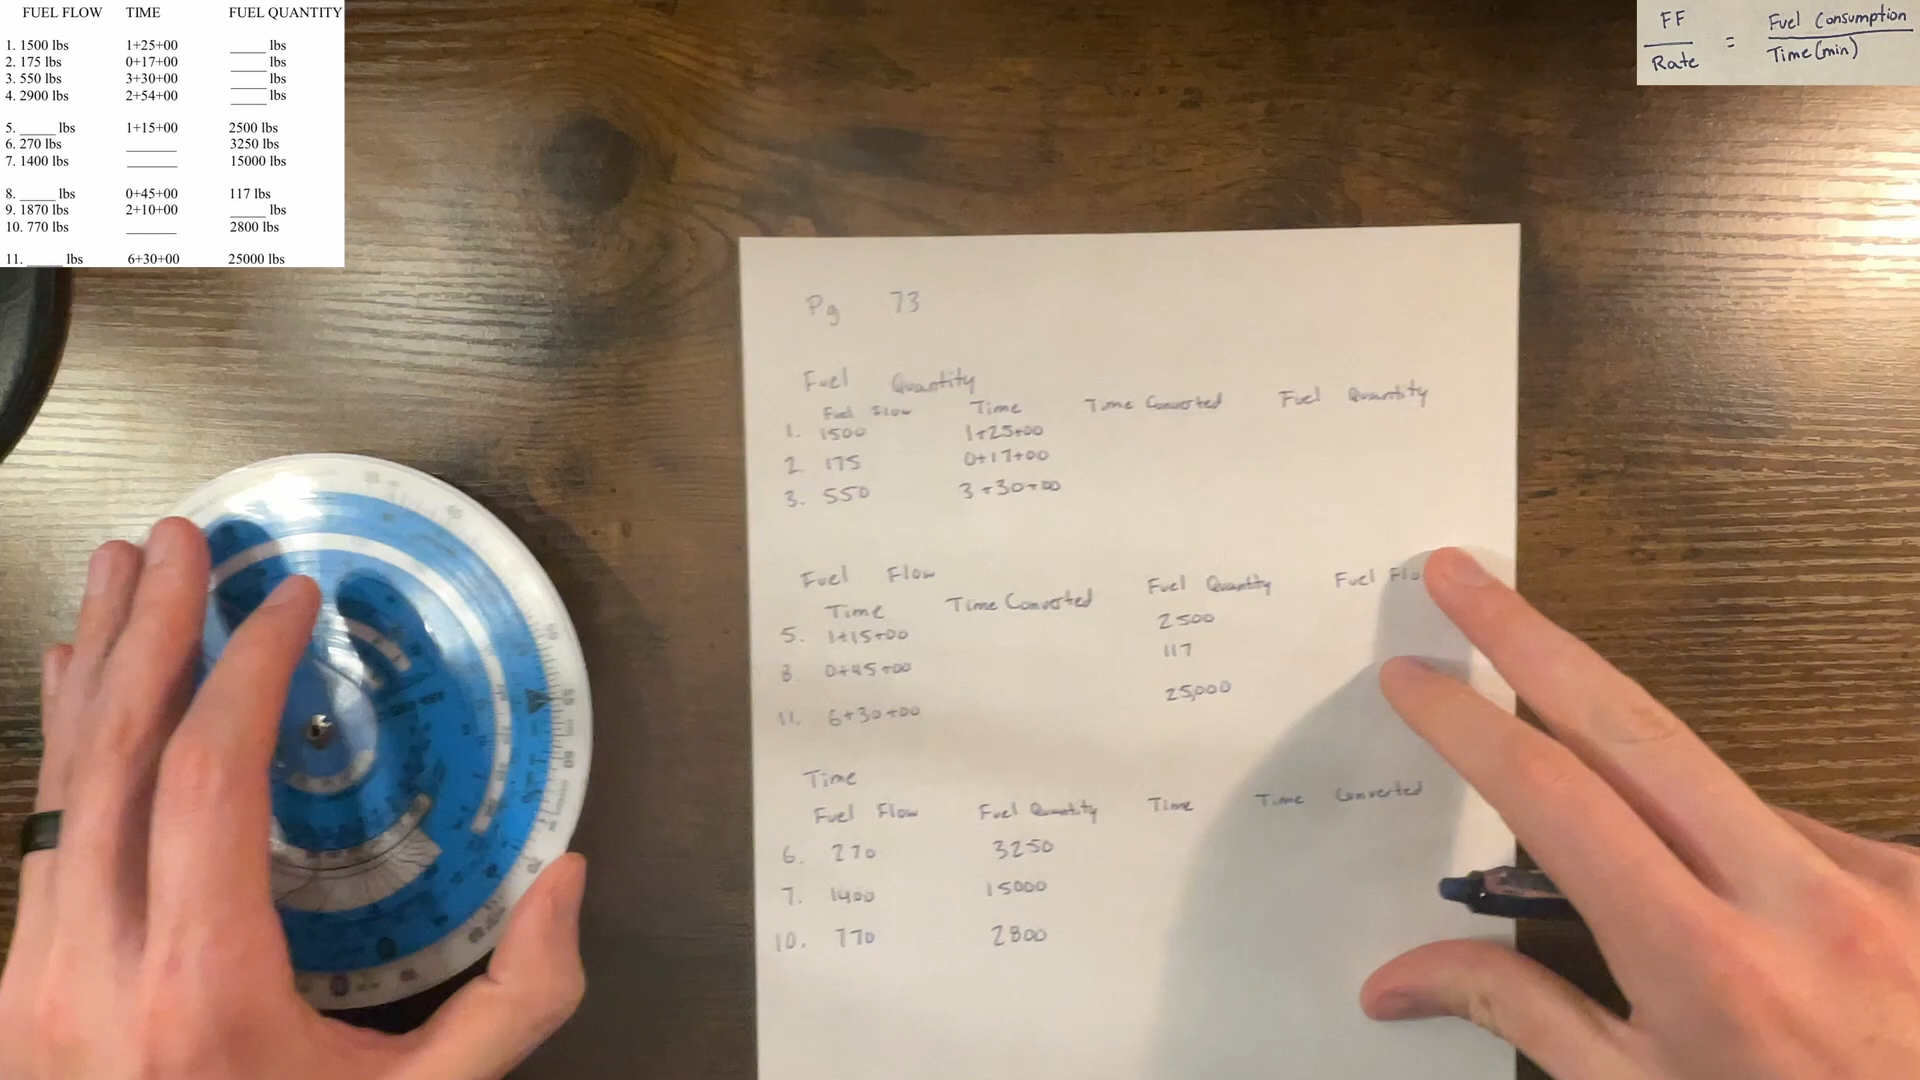 FUEL FLOW TIME FUEL QUANTITY
1. 1500 lbs 1+25+00 _____ lbs
2. 175 lbs 0+17+00 _____ lbs
3. 550 lbs 3+30+00 _____ lbs
4. 2900 lbs 2+54+00 _____ lbs
5. _____ lbs 1+15+00 2500 lbs
6. 270 lbs _______ 3250 lbs
7. 1400 lbs _______ 15000 lbs
8. _____ lbs 0+45+00 117 lbs
9. 1870 lbs 2+10+00 _____ lbs
10. 770 lbs _______ 2800 lbs
11. _____ lbs 6+30+00 25000 lbs
FF = Fuel Consumption
Rate Time (min)
Pg 73
Fuel Quantity
Fuel Flow Time Time Converted Fuel Quantity
1. 1500 1+25+00
2. 175 0+17+00
3. 550 3+30+00
Fuel Flow
Time Time Converted Fuel Quantity Fuel
5. 1+15+00 2500
8. 0+45+00 117
11. 6+30+00 25,000
Time
Fuel Flow Fuel Quantity Time Time Converted
6. 270 3250
7. 1400 15000
10. 770 2800